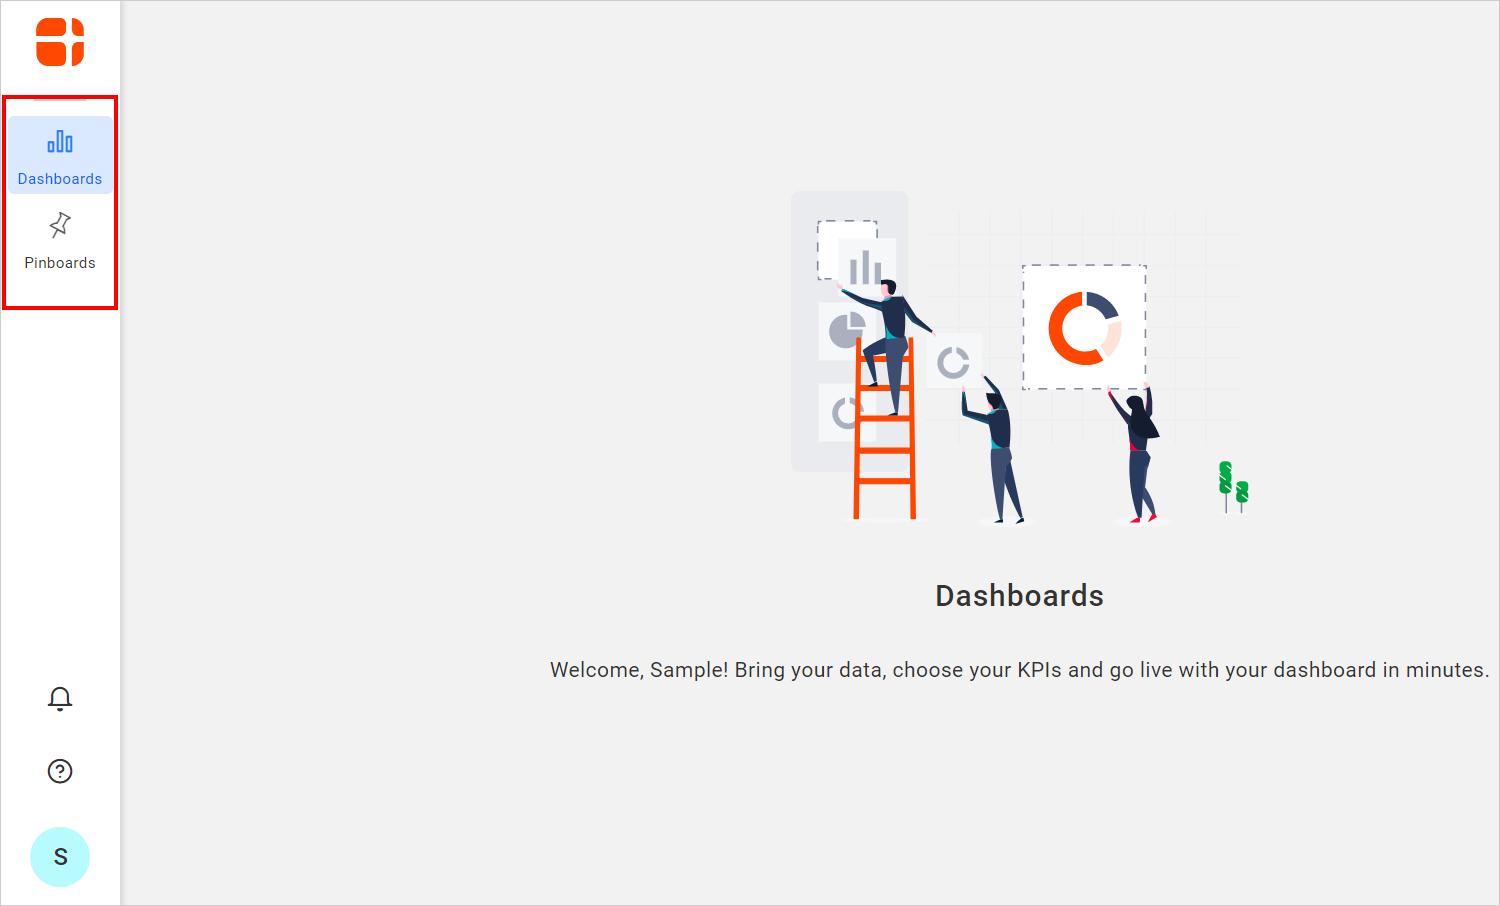 Dashboards
Pinboards
S
Dashboards
Welcome, Sample! Bring your data, choose your KPIs and go live with your dashboard in minutes.